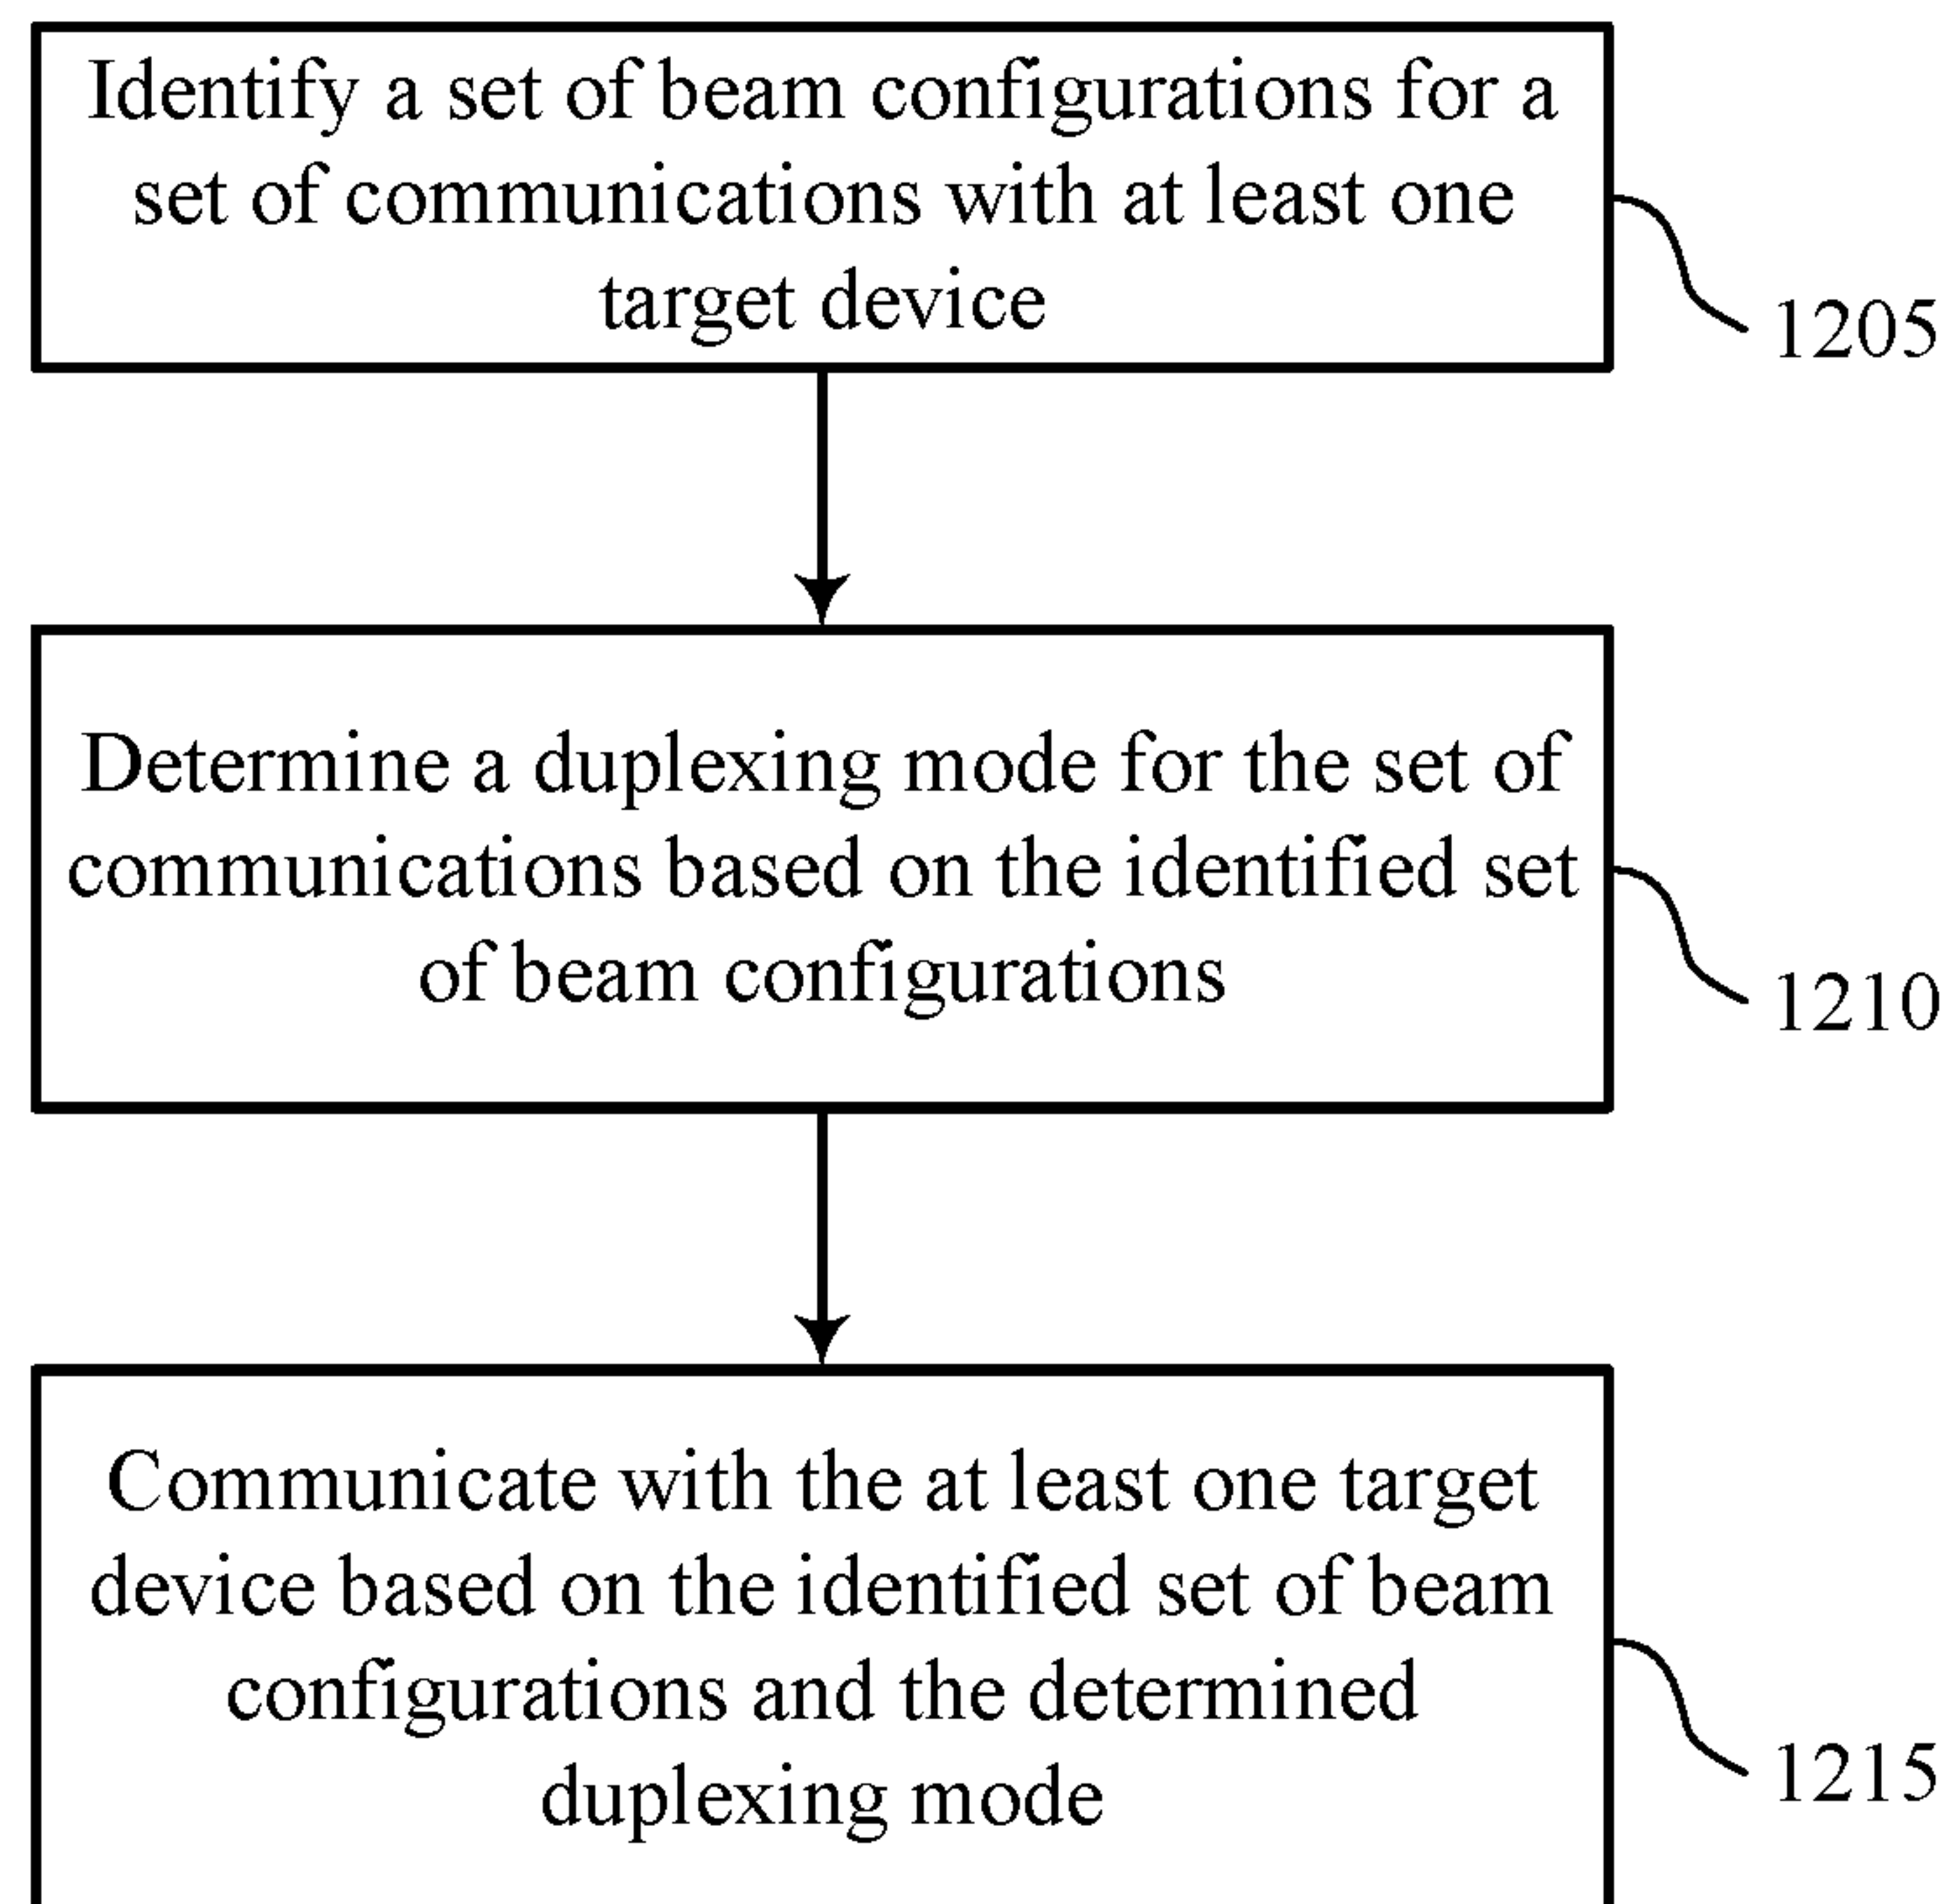 Identify a set of beam configurations for a
set of communications with at least one
target device
1205
Determine a duplexing mode for the set of
communications based on the identified set
of beam configurations
1210
Communicate with the at least one target
device based on the identified set of beam
configurations and the determined
duplexing mode
1215